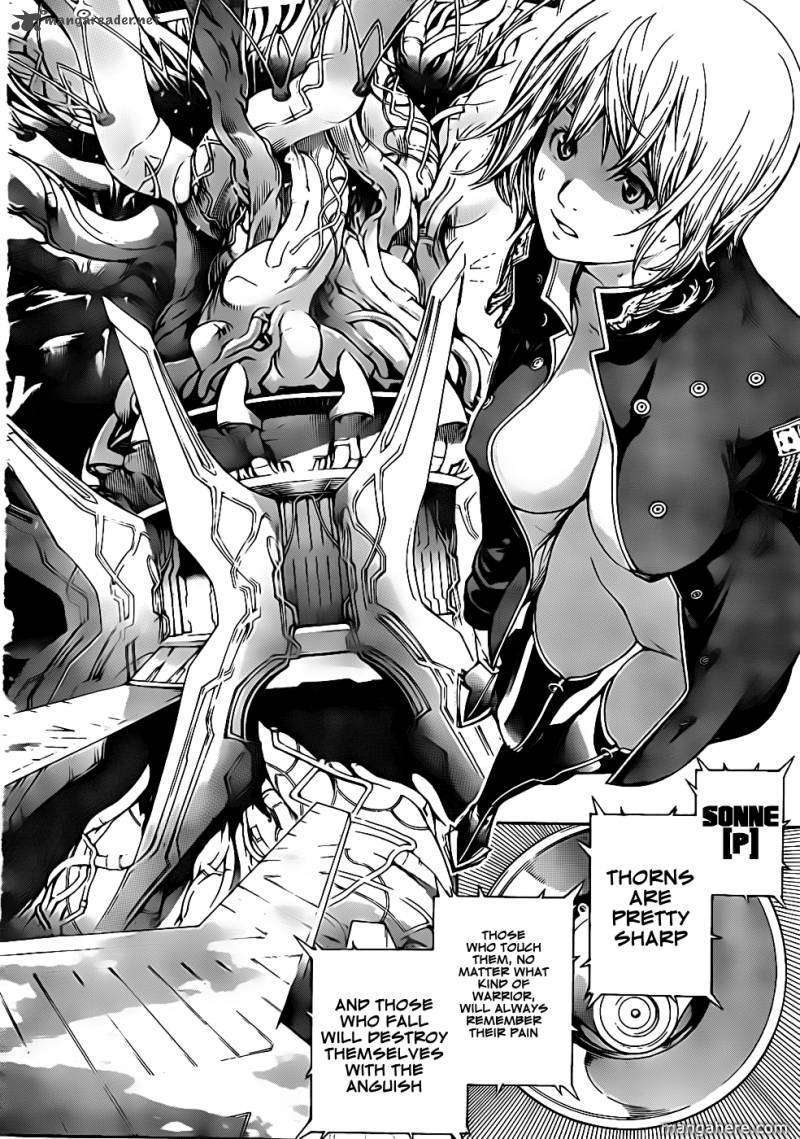 mangareader.net
SONNE
[P]
THORNS ARE
PRETTY
SHARP
THOSE
WHO TOUCH
THEM, NO
MATTER WHAT
KIND OF
WARRIOR,
WILL ALWAYS
REMEMBER
THEIR PAIN
AND THOSE
WHO FALL
WILL DESTROY
THEMSELVES
WITH THE
ANGUISH
mangahere.com